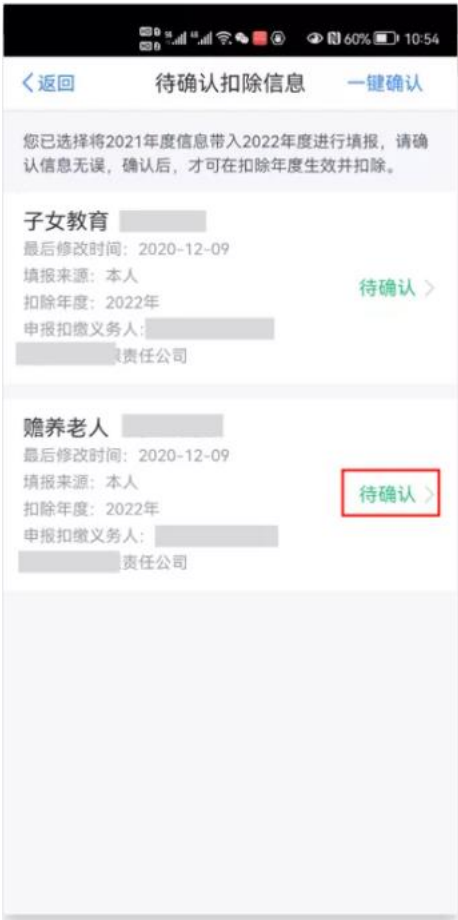 60% 10:54
返回 待确认扣除信息 一键确认
您已选择将2021年度信息带入2022年度进行填报，请确
认信息无误，确认后，才可在扣除年度生效并扣除。
子女教育
最后修改时间：2020-12-09
填报来源：本人
待确认
扣除年度：2022年
申报扣缴义务人：
责任公司
赡养老人
最后修改时间：2020-12-09
填报来源：本人
待确认
扣除年度：2022年
申报扣缴义务人：
责任公司